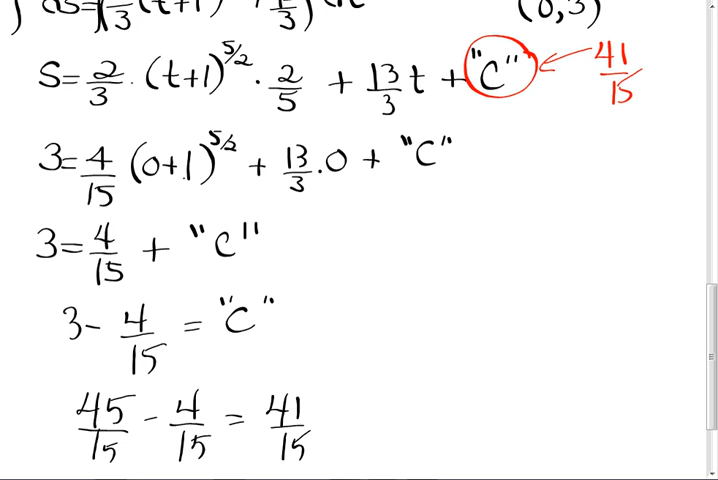 (0,3)
S = 2/3 · (t+1)^5/2 · 2/5 + 13/3 t + "C" ← 41/15
3 = 4/15 (0+1)^5/2 + 13/3 · 0 + "C"
3 = 4/15 + "C"
3 - 4/15 = "C"
45/15 - 4/15 = 41/15